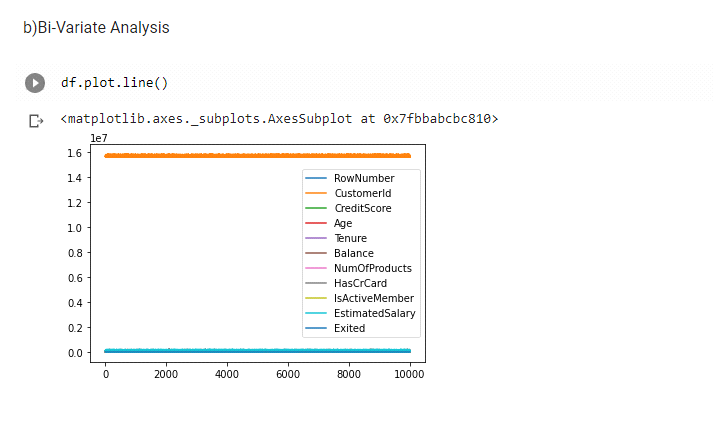 b)Bi-Variate Analysis
df.plot.line()
<matplotlib.axes._subplots.AxesSubplot at 0x7fbbabcbc810>
1e7
1.6
1.4
1.2
1.0
0.8
0.6
0.4
0.2
0.0
RowNumber
CustomerId
CreditScore
Age
Tenure
Balance
NumOfProducts
HasCrCard
IsActiveMember
EstimatedSalary
Exited
0 2000 4000 6000 8000 10000